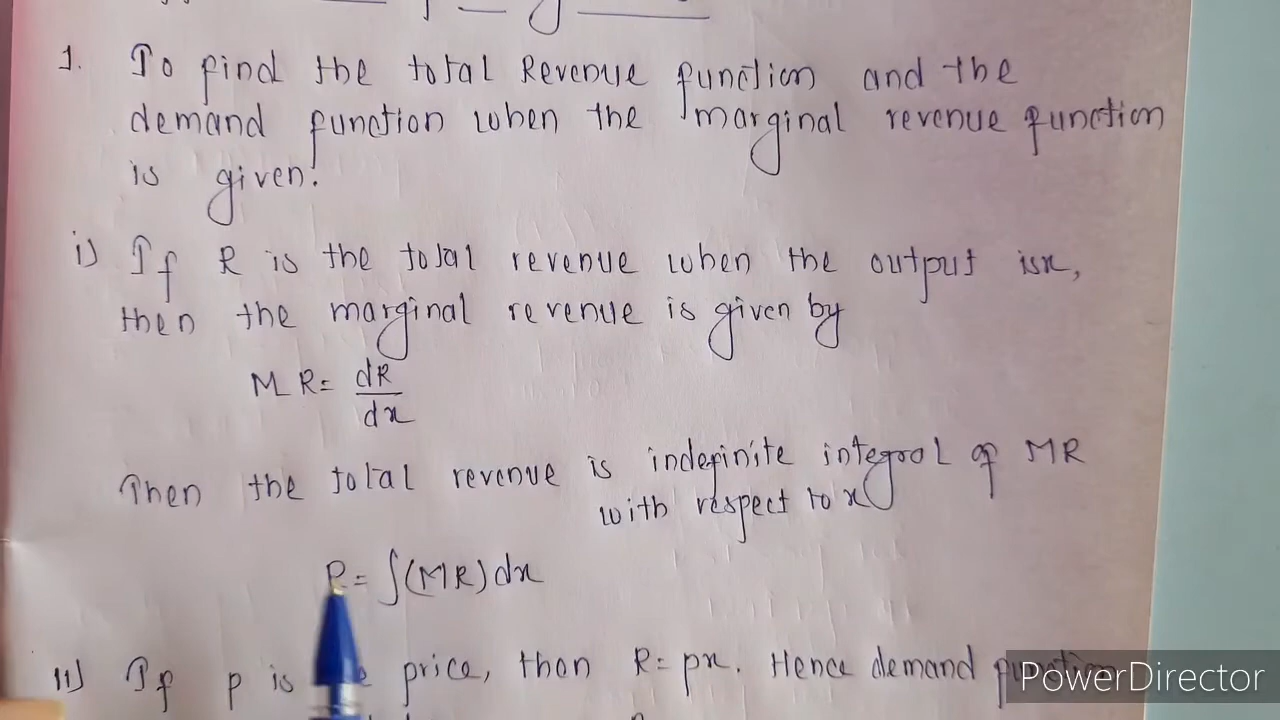 1. To find the total Revenue function and the
demand function when the marginal revenue function
is given:
i) If R is the total revenue when the output is x,
then the marginal revenue is given by
MR = dR/dx
Then the total revenue is indefinite integral of MR
with respect to x
R = ∫(MR) dx
ii) If p is price, then R = px. Hence demand
PowerDirector